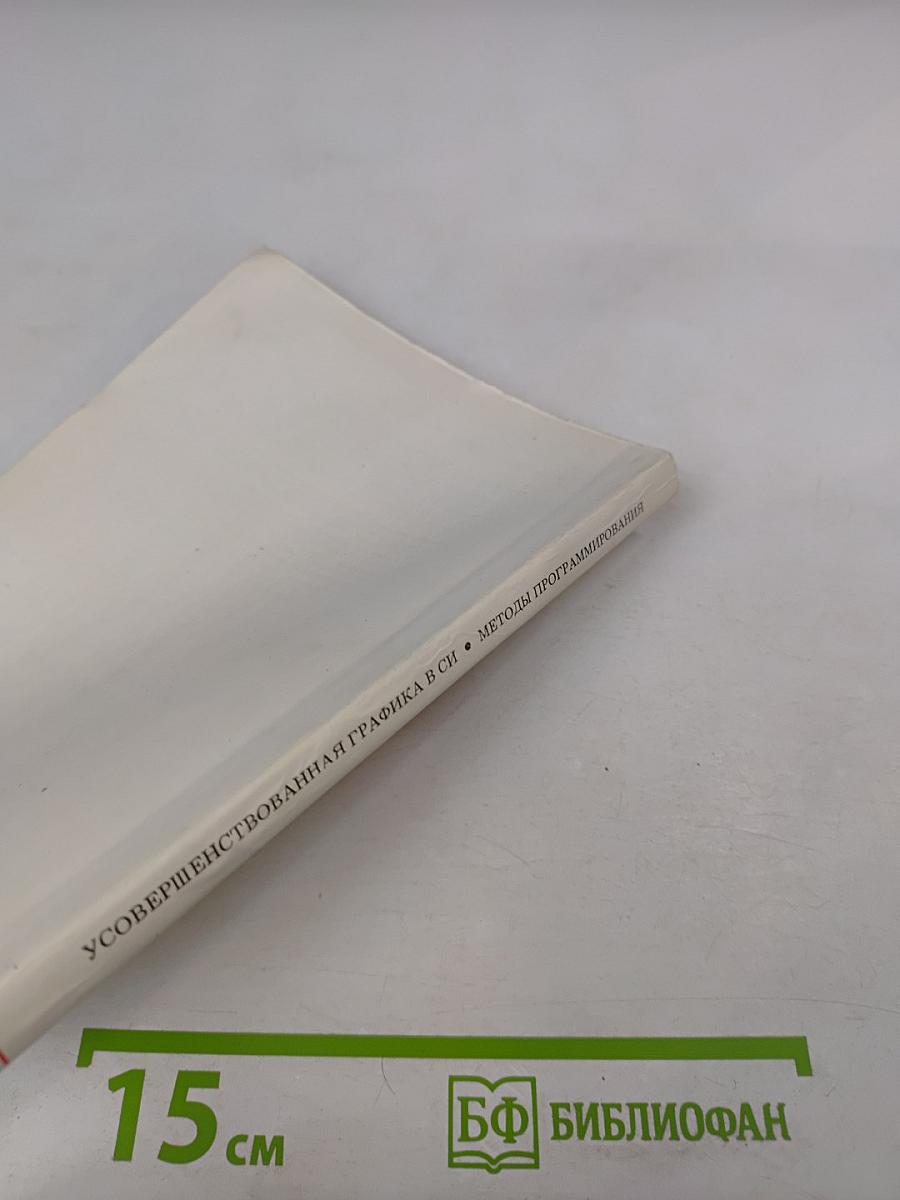 УСОВЕРШЕНСТВОВАННАЯ ГРАФИКА В СИ • МЕТОДЫ ПРОГРАММИРОВАНИЯ
15 см
БФ БИБЛИОФАН